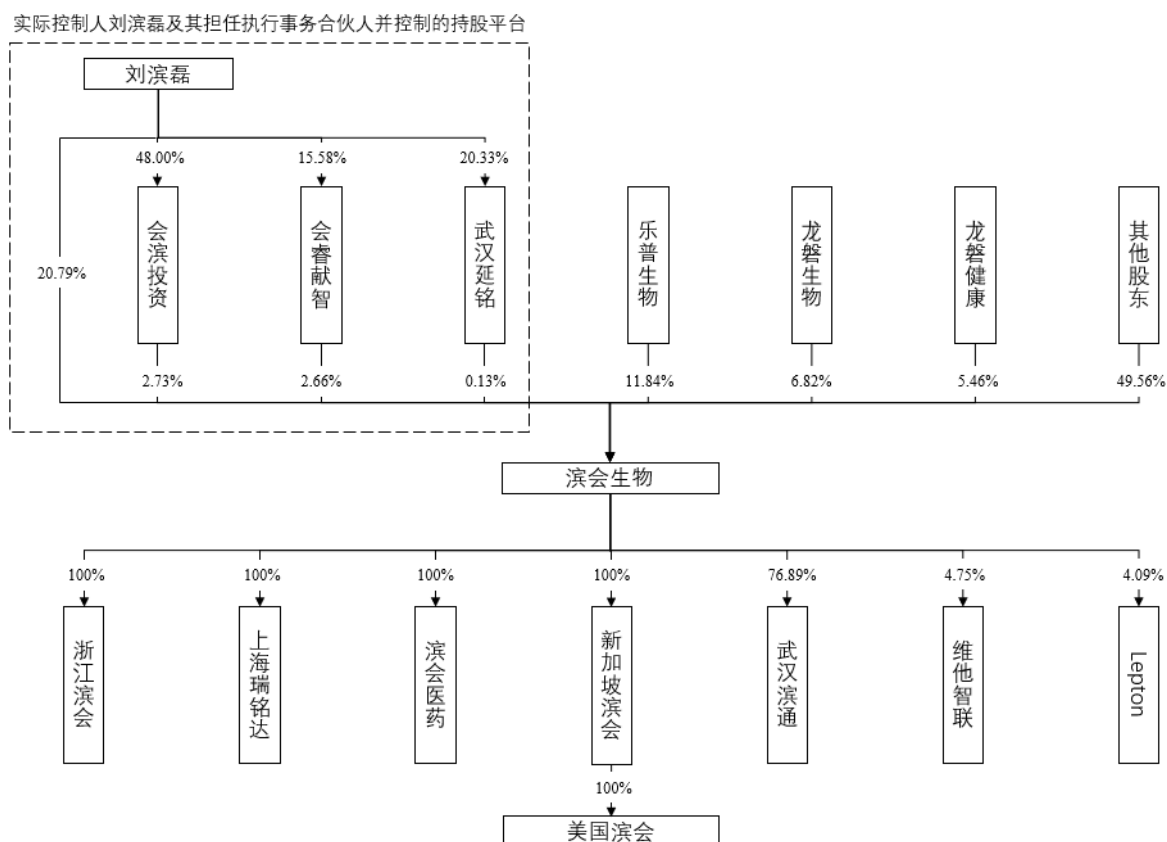 实际控制人刘滨磊及其担任执行事务合伙人并控制的持股平台
刘滨磊
48.00%
15.58%
20.33%
会滨投资
会睿献智
武汉延铭
乐普生物
龙磐生物
龙磐健康
其他股东
20.79%
2.73%
2.66%
0.13%
11.84%
6.82%
5.46%
49.56%
滨会生物
100%
100%
100%
100%
76.89%
4.75%
4.09%
浙江滨会
上海瑞铭达
滨会医药
新加坡滨会
武汉滨通
维他智联
Lepton
100%
美国滨会